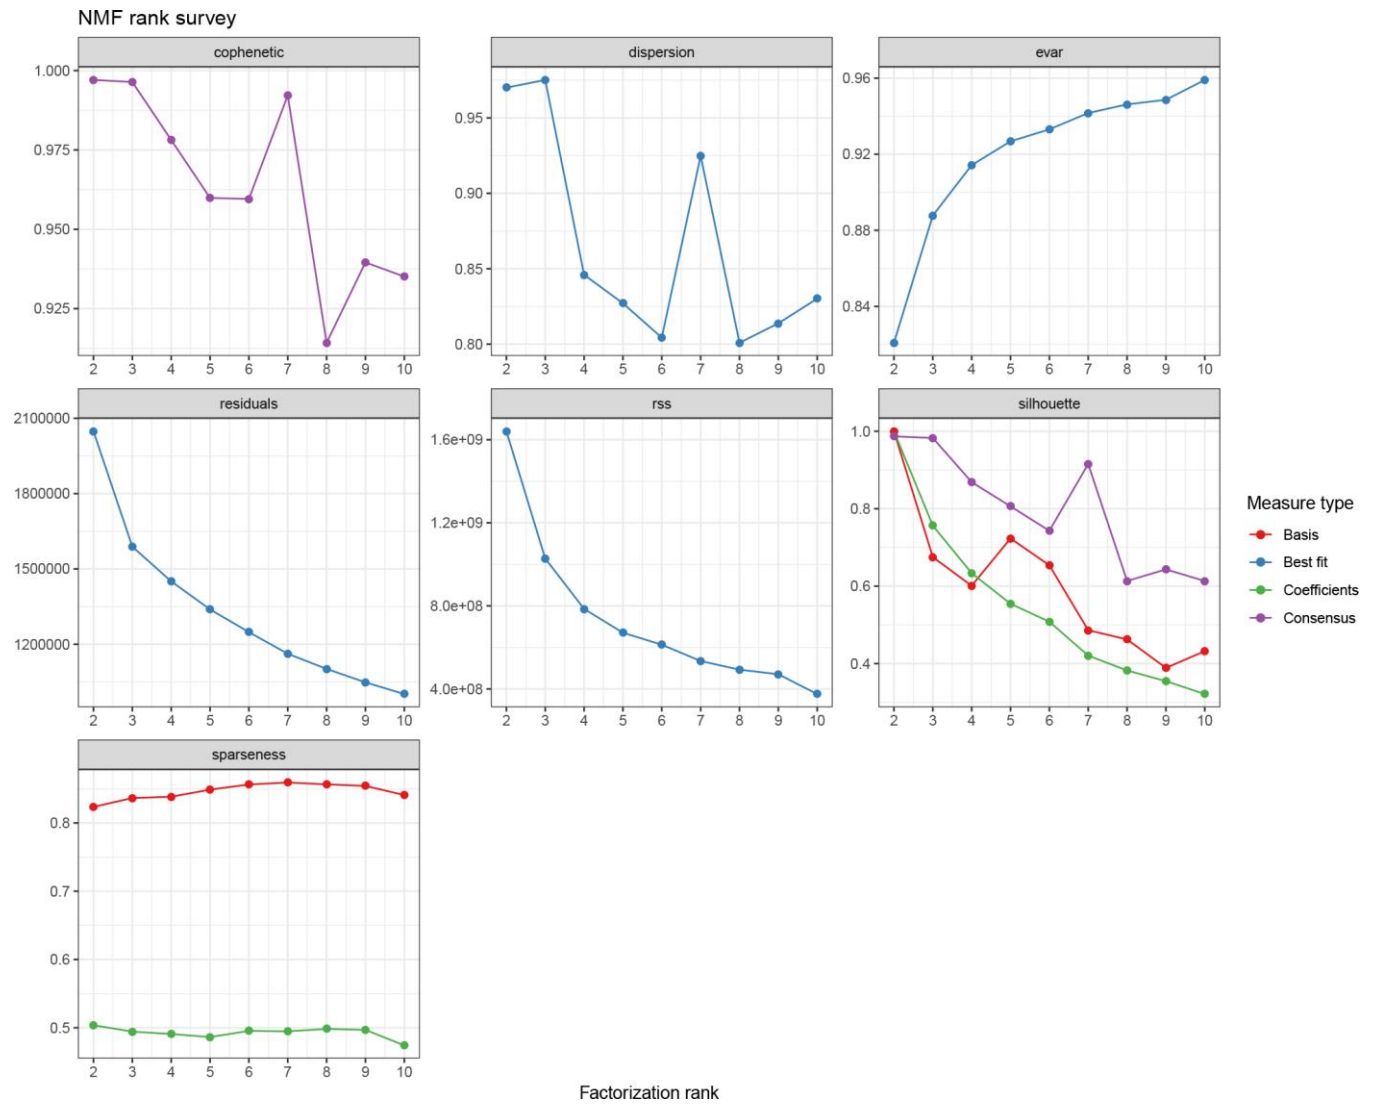 NMF rank survey
cophenetic
dispersion
evar
1.000
0.975
0.950
0.925
2 3 4 5 6 7 8 9 10
0.95
0.90
0.85
0.80
2 3 4 5 6 7 8 9 10
0.96
0.92
0.88
0.84
2 3 4 5 6 7 8 9 10
residuals
rss
silhouette
2100000
1800000
1500000
1200000
2 3 4 5 6 7 8 9 10
1.6e+09
1.2e+09
8.0e+08
4.0e+08
2 3 4 5 6 7 8 9 10
1.0
0.8
0.6
0.4
2 3 4 5 6 7 8 9 10
Measure type
Basis
Best fit
Coefficients
Consensus
sparseness
0.8
0.7
0.6
0.5
2 3 4 5 6 7 8 9 10
Factorization rank